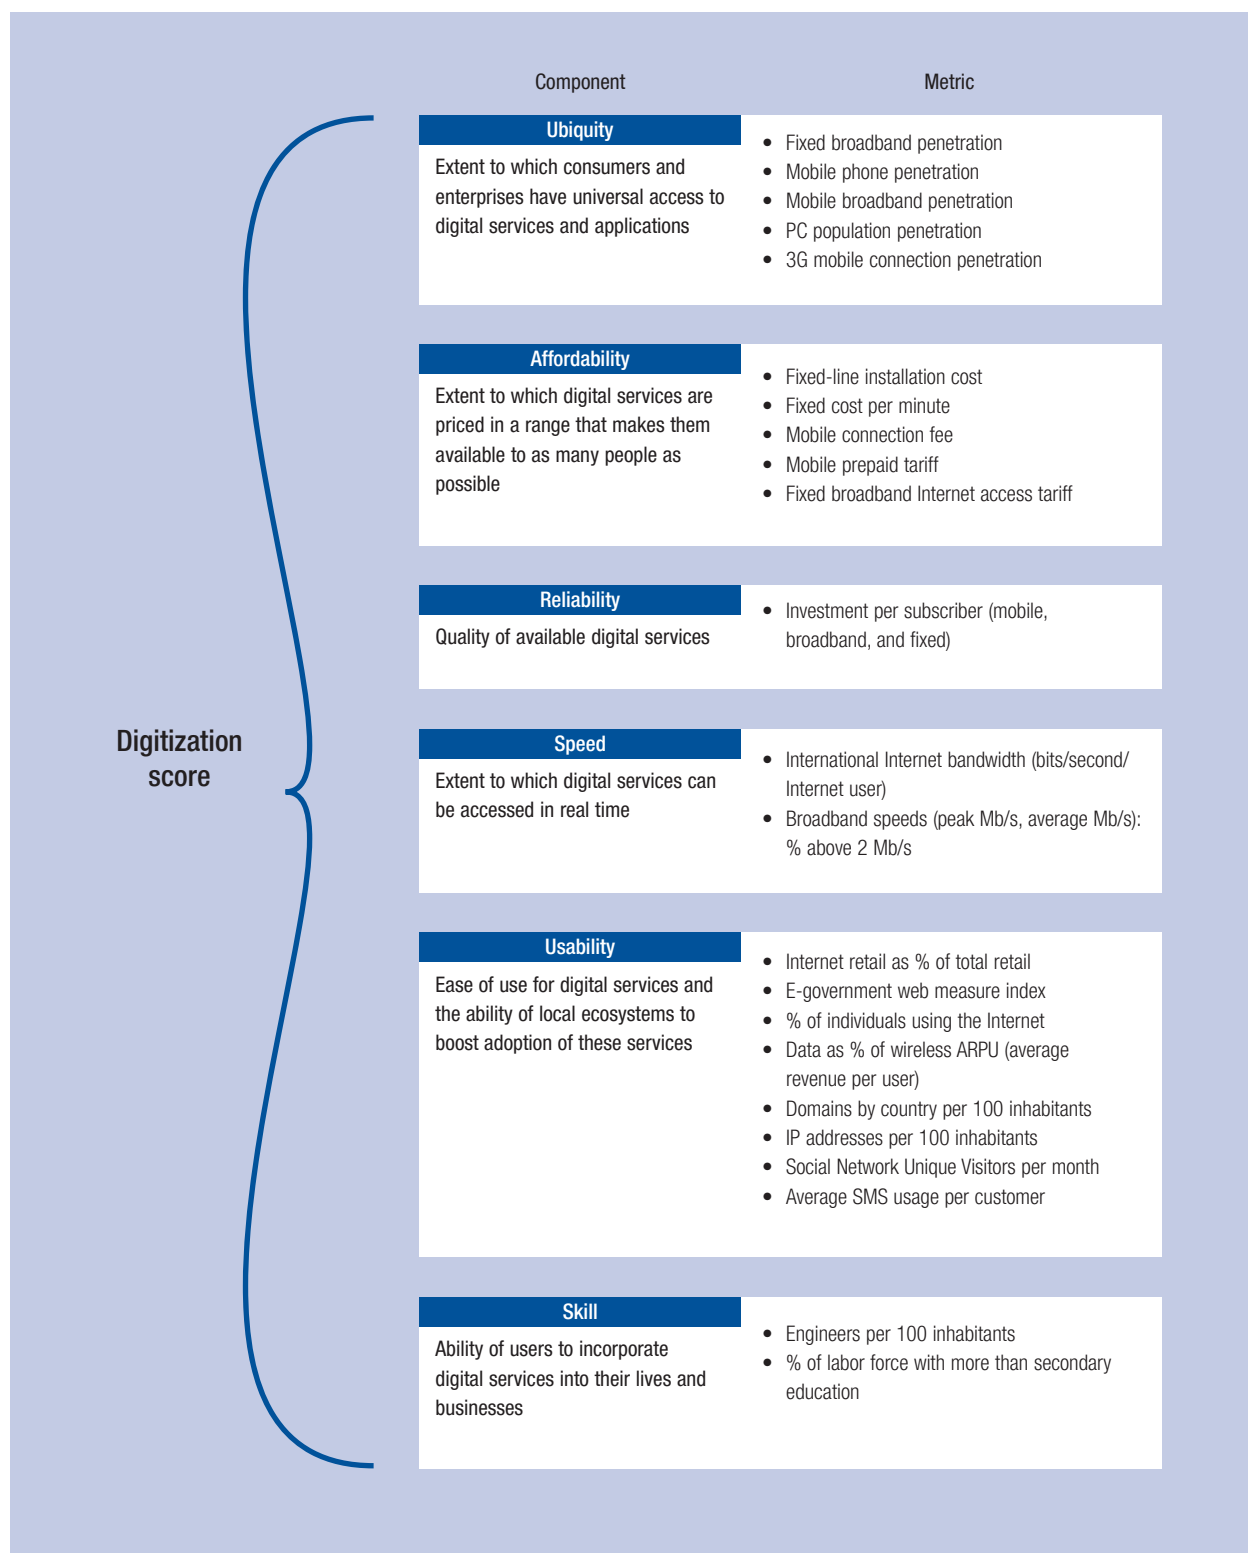 Component
Metric
Digitization
score
Ubiquity
Extent to which consumers and
enterprises have universal access to
digital services and applications
• Fixed broadband penetration
• Mobile phone penetration
• Mobile broadband penetration
• PC population penetration
• 3G mobile connection penetration
Affordability
Extent to which digital services are
priced in a range that makes them
available to as many people as
possible
• Fixed-line installation cost
• Fixed cost per minute
• Mobile connection fee
• Mobile prepaid tariff
• Fixed broadband Internet access tariff
Reliability
Quality of available digital services
• Investment per subscriber (mobile,
broadband, and fixed)
Speed
Extent to which digital services can
be accessed in real time
• International Internet bandwidth (bits/second/
Internet user)
• Broadband speeds (peak Mb/s, average Mb/s):
% above 2 Mb/s
Usability
Ease of use for digital services and
the ability of local ecosystems to
boost adoption of these services
• Internet retail as % of total retail
• E-government web measure index
• % of individuals using the Internet
• Data as % of wireless ARPU (average
revenue per user)
• Domains by country per 100 inhabitants
• IP addresses per 100 inhabitants
• Social Network Unique Visitors per month
• Average SMS usage per customer
Skill
Ability of users to incorporate
digital services into their lives and
businesses
• Engineers per 100 inhabitants
• % of labor force with more than secondary
education